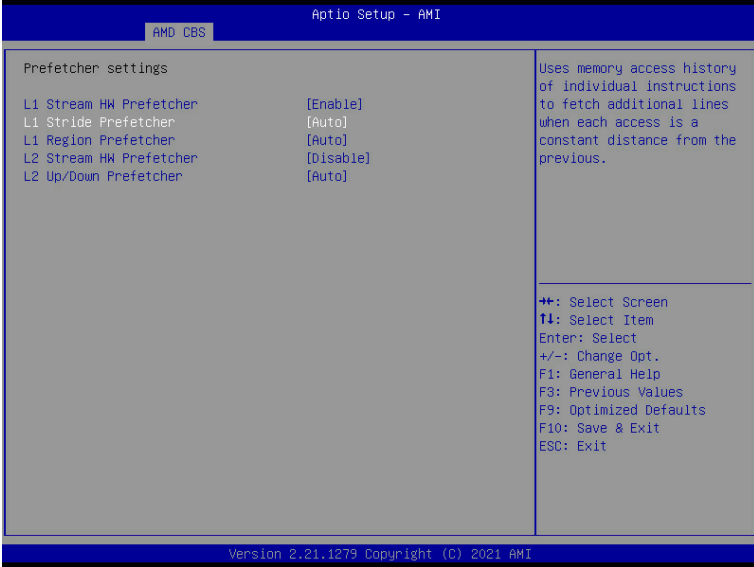 Aptio Setup – AMI
AMD CBS
Prefetcher settings
L1 Stream HW Prefetcher [Enable]
L1 Stride Prefetcher [Auto]
L1 Region Prefetcher [Auto]
L2 Stream HW Prefetcher [Disable]
L2 Up/Down Prefetcher [Auto]
Uses memory access history
of individual instructions
to fetch additional lines
when each access is a
constant distance from the
previous.
→←: Select Screen
↑↓: Select Item
Enter: Select
+/-: Change Opt.
F1: General Help
F3: Previous Values
F9: Optimized Defaults
F10: Save & Exit
ESC: Exit
Version 2.21.1279 Copyright (C) 2021 AMI